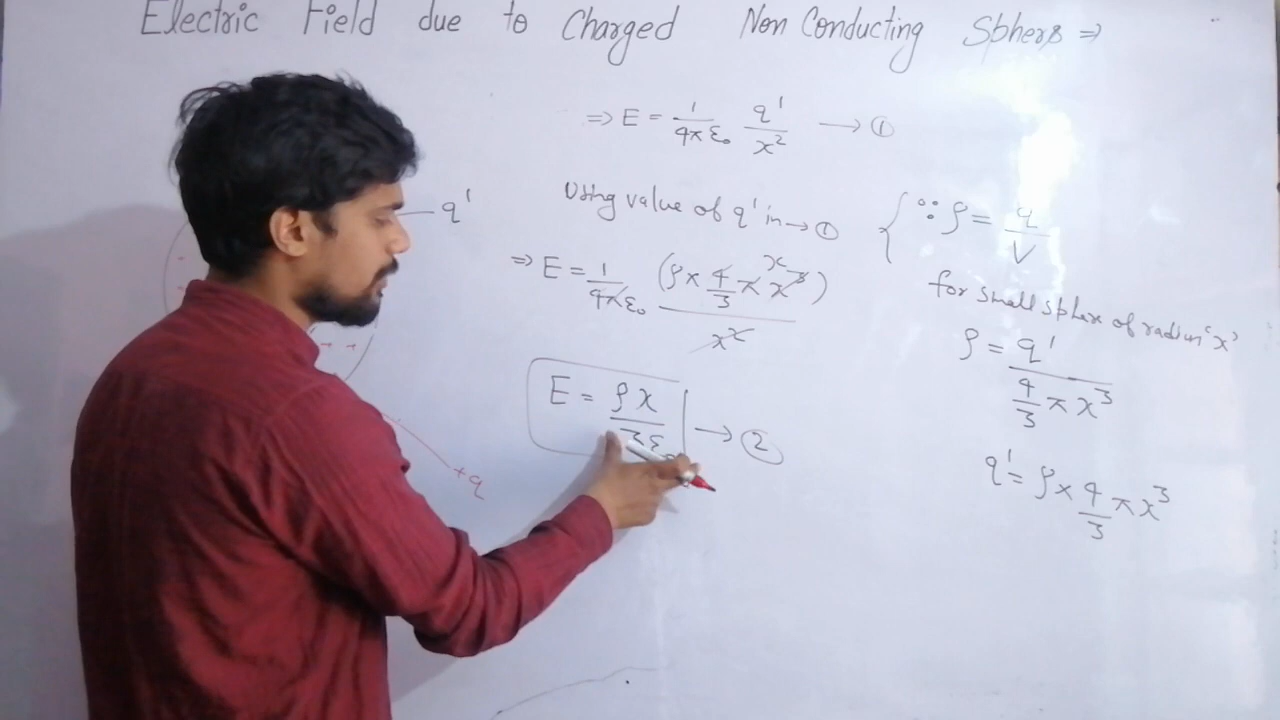 Electric Field due to Charged Non Conducting Sphers ⇒
⇒ E = 1/4πε₀ q'/x² → ①
q'
Using value of q' in → ①
⇒ E = 1/4πε₀ (ρ × 4/3 π x³)/x² x
E = ρx/3ε₀ → ②
+q
{ ∵ ρ = q/V
for small sphere of radius 'x'
ρ = q'/(4/3 π x³)
q' = ρ × 4/3 π x³